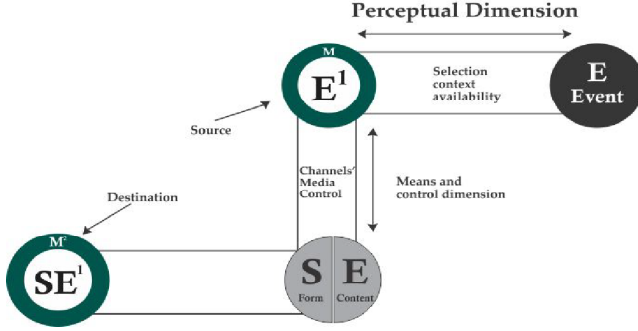 Perceptual Dimension
M
E¹
Selection
context
availability
E
Event
Source
Channels'
Media
Control
Means and
control dimension
Destination
M²
SE¹
S E
Form Content